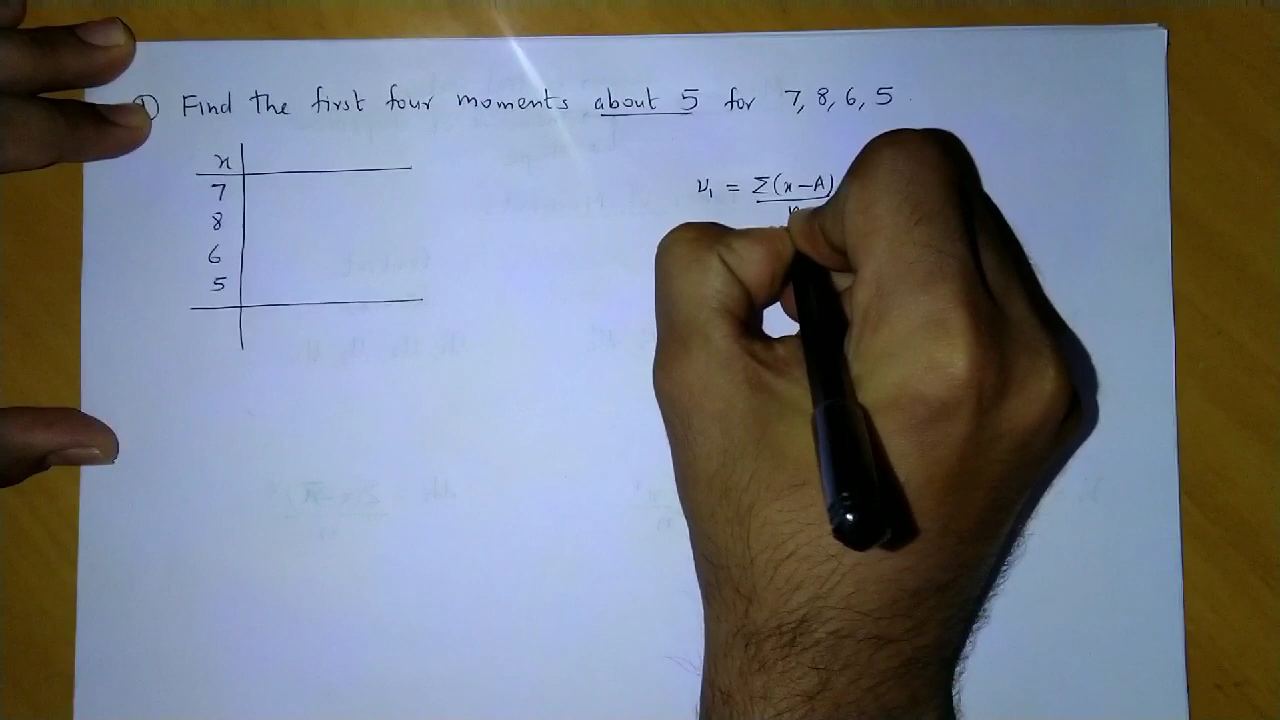 1) Find the first four moments about 5 for 7, 8, 6, 5
x
7
8
6
5
ν₁ = Σ(x-A)
n